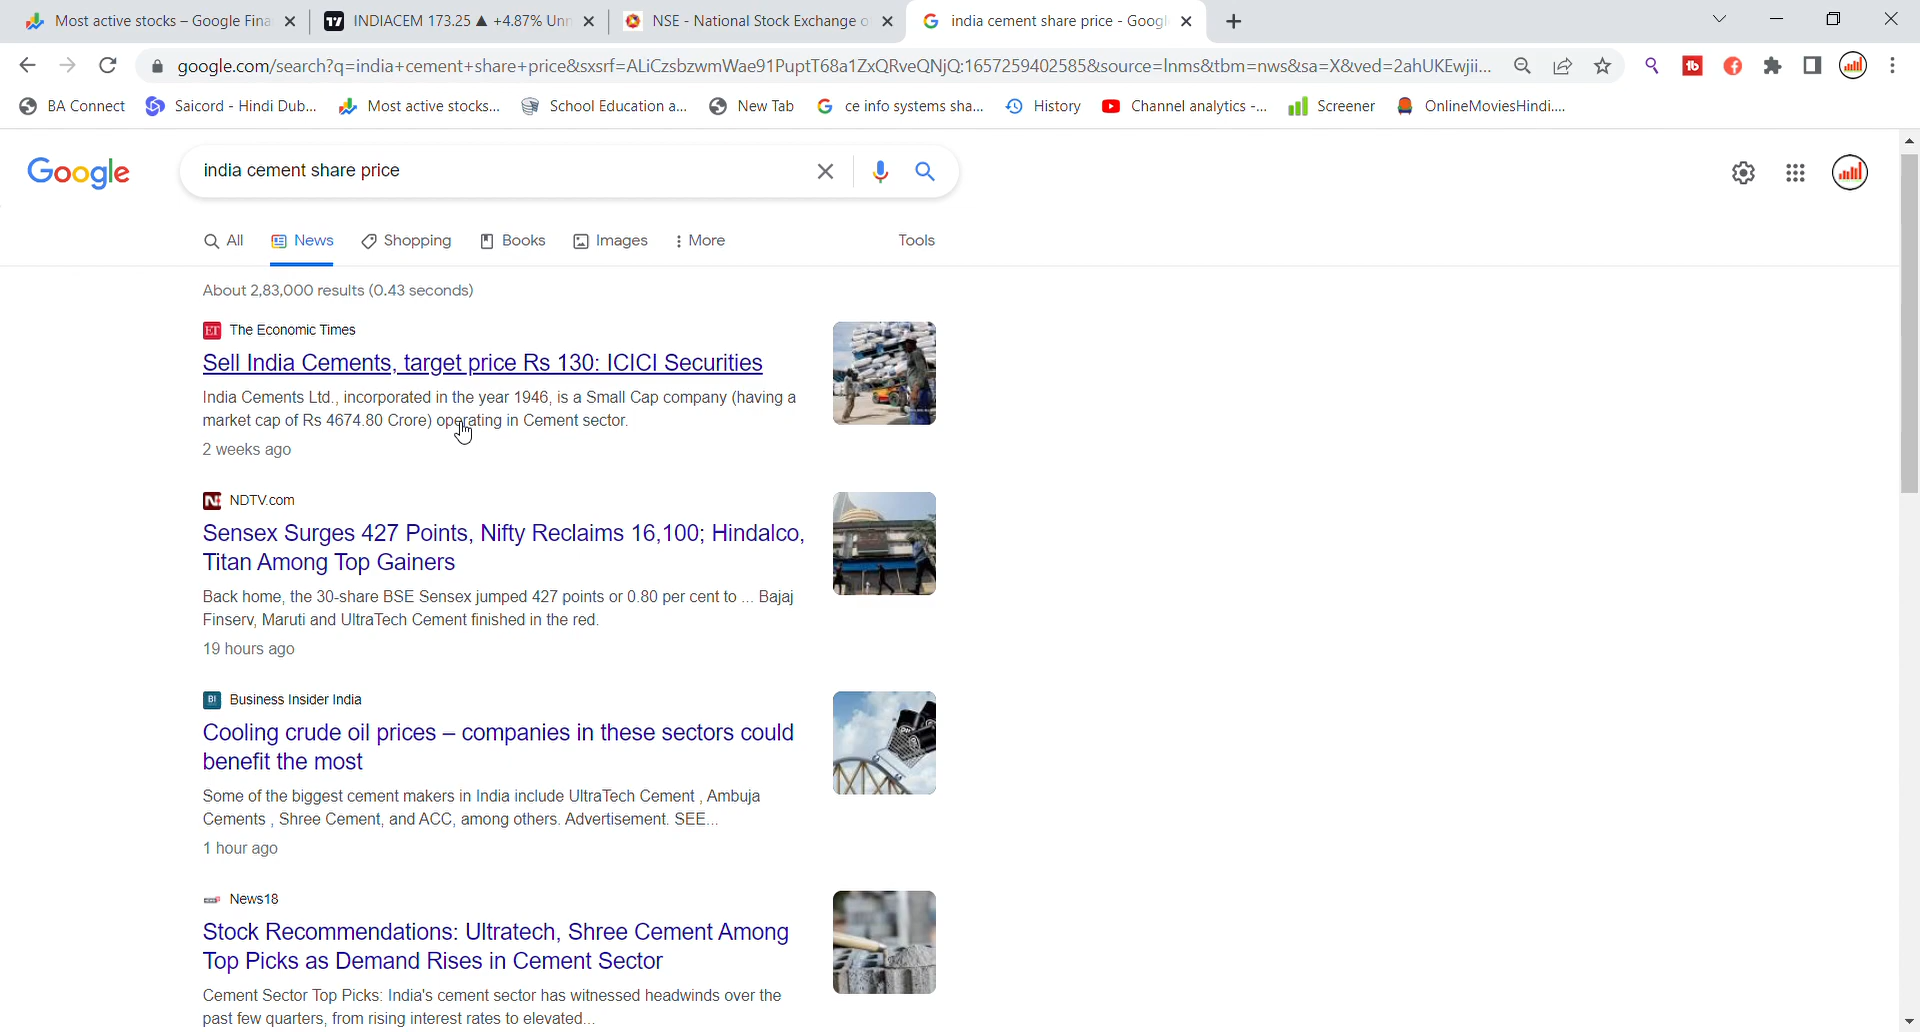 Most active stocks – Google Fina
INDIACEM 173.25 ▲ +4.87% Unn
NSE - National Stock Exchange o
india cement share price - Googl
google.com/search?q=india+cement+share+price&sxsrf=ALiCzsbzwmWae91PuptT68a1ZxQRveQNjQ:1657259402585&source=lnms&tbm=nws&sa=X&ved=2ahUKEwjii...
BA Connect
Saicord - Hindi Dub...
Most active stocks...
School Education a...
New Tab
ce info systems sha...
History
Channel analytics -...
Screener
OnlineMoviesHindi....
Google
india cement share price
All
News
Shopping
Books
Images
More
Tools
About 2,83,000 results (0.43 seconds)
ET The Economic Times
Sell India Cements, target price Rs 130: ICICI Securities
India Cements Ltd., incorporated in the year 1946, is a Small Cap company (having a
market cap of Rs 4674.80 Crore) operating in Cement sector.
2 weeks ago
NDTV.com
Sensex Surges 427 Points, Nifty Reclaims 16,100; Hindalco,
Titan Among Top Gainers
Back home, the 30-share BSE Sensex jumped 427 points or 0.80 per cent to ... Bajaj
Finserv, Maruti and UltraTech Cement finished in the red.
19 hours ago
BI Business Insider India
Cooling crude oil prices – companies in these sectors could
benefit the most
Some of the biggest cement makers in India include UltraTech Cement , Ambuja
Cements , Shree Cement, and ACC, among others. Advertisement. SEE...
1 hour ago
News18
Stock Recommendations: Ultratech, Shree Cement Among
Top Picks as Demand Rises in Cement Sector
Cement Sector Top Picks: India's cement sector has witnessed headwinds over the
past few quarters, from rising interest rates to elevated...